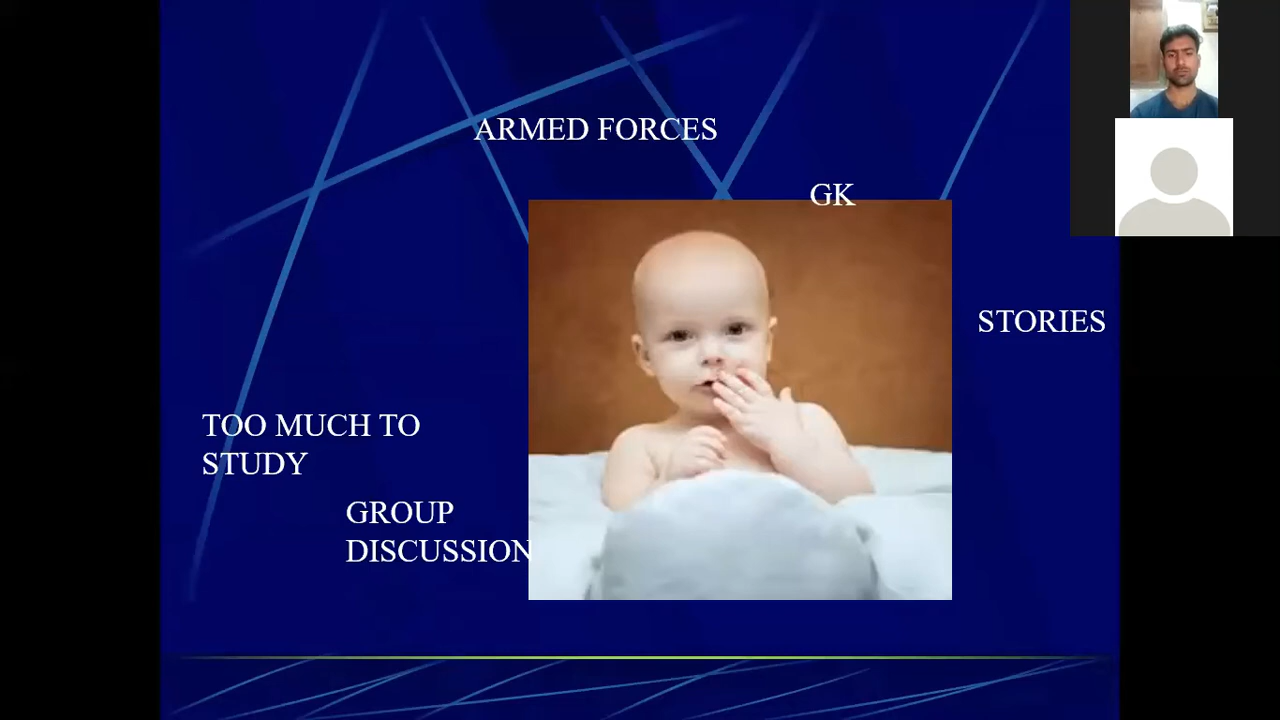 ARMED FORCES
GK
STORIES
TOO MUCH TO
STUDY
GROUP
DISCUSSION